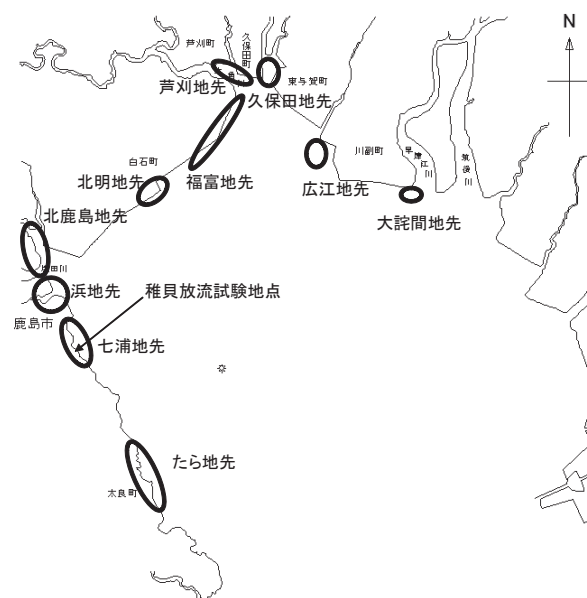 N
芦刈町
久保田町
東与賀町
芦刈地先
久保田地先
白石町
川副町
早津江川
筑後川
北明地先
福富地先
広江地先
大詫間地先
北鹿島地先
浜地先
稚貝放流試験地点
鹿島市
七浦地先
たら地先
太良町